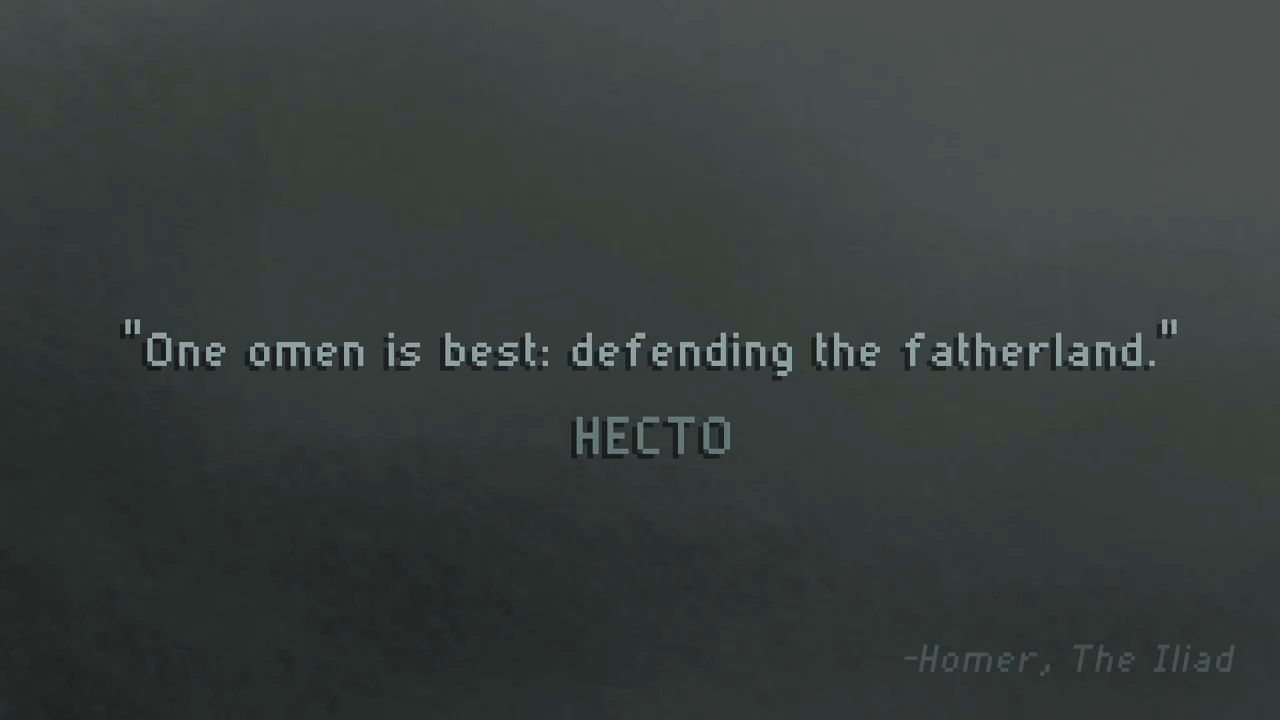 "One omen is best: defending the fatherland."
HECTO
-Homer, The Iliad